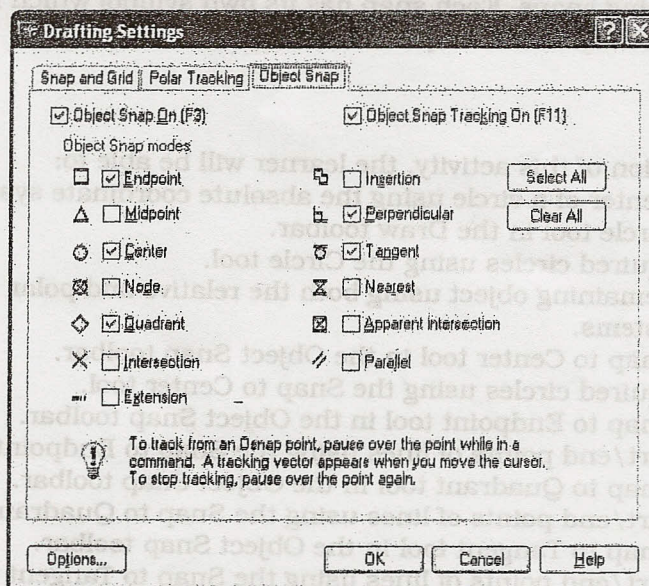 Drafting Settings
Snap and Grid Polar Tracking Object Snap
Object Snap On (F3) Object Snap Tracking On (F11)
Object Snap modes
Endpoint Insertion Select All
Midpoint Perpendicular Clear All
Center Tangent
Node Nearest
Quadrant Apparent intersection
Intersection Parallel
Extension
To track from an Osnap point, pause over the point while in a
command. A tracking vector appears when you move the cursor.
To stop tracking, pause over the point again.
Options... OK Cancel Help